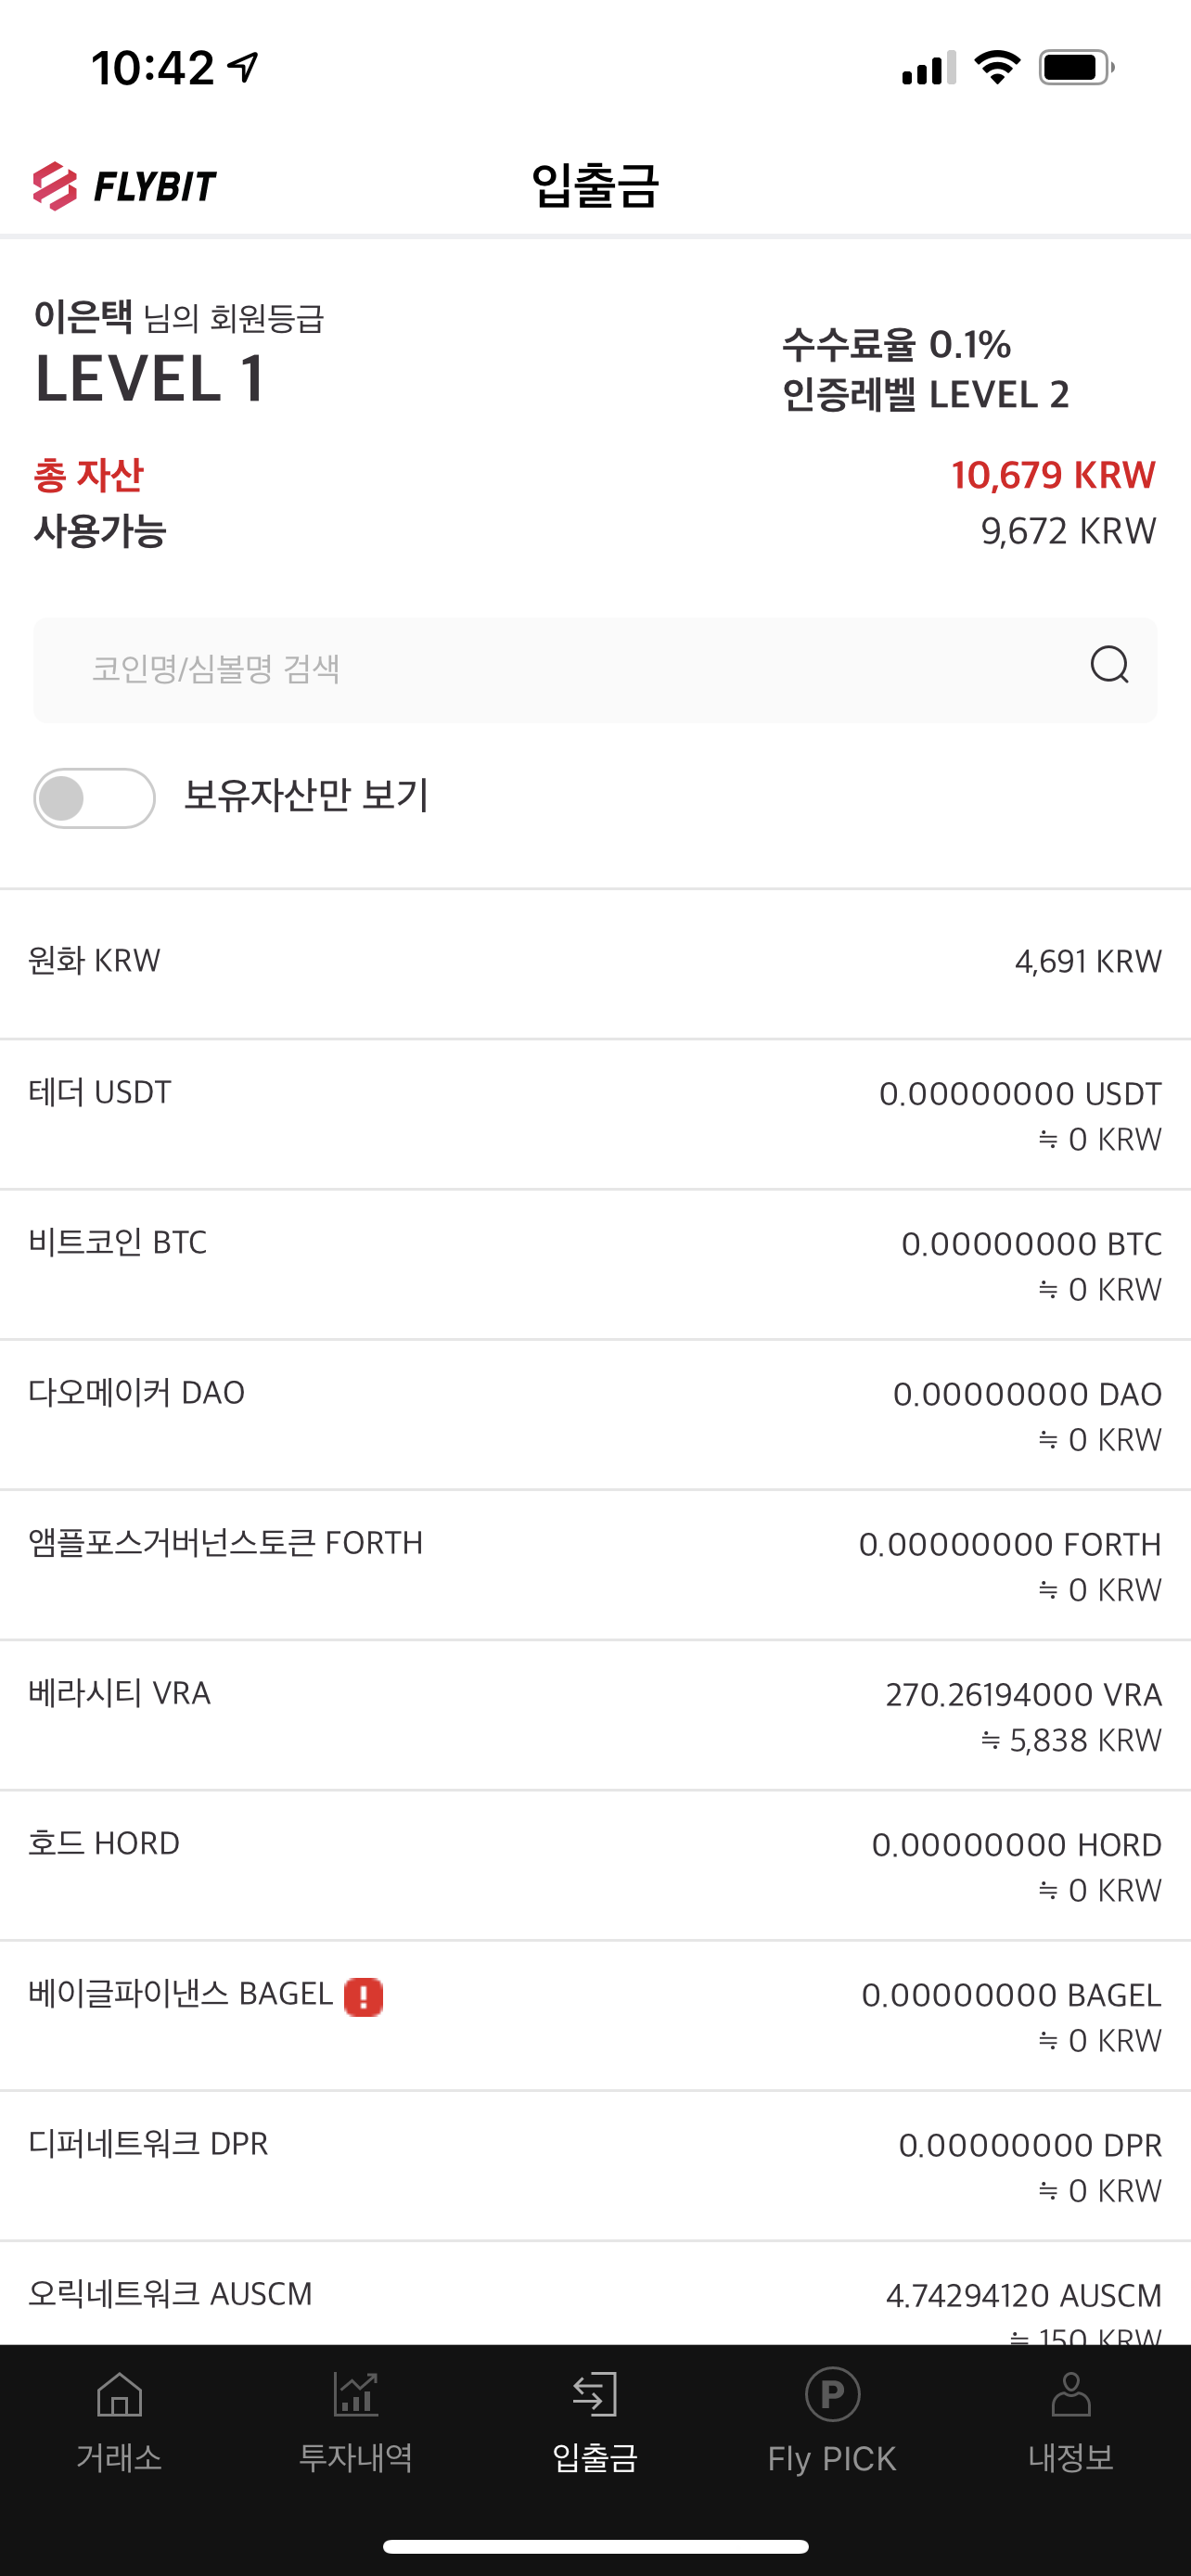 10:42
FLYBIT
입출금
이은택 님의 회원등급
LEVEL 1
수수료율 0.1%
인증레벨 LEVEL 2
총 자산 10,679 KRW
사용가능 9,672 KRW
코인명/심볼명 검색
보유자산만 보기
원화 KRW 4,691 KRW
테더 USDT 0.00000000 USDT
≒ 0 KRW
비트코인 BTC 0.00000000 BTC
≒ 0 KRW
다오메이커 DAO 0.00000000 DAO
≒ 0 KRW
앰플포스거버넌스토큰 FORTH 0.00000000 FORTH
≒ 0 KRW
베라시티 VRA 270.26194000 VRA
≒ 5,838 KRW
호드 HORD 0.00000000 HORD
≒ 0 KRW
베이글파이낸스 BAGEL 0.00000000 BAGEL
≒ 0 KRW
디퍼네트워크 DPR 0.00000000 DPR
≒ 0 KRW
오릭네트워크 AUSCM 4.74294120 AUSCM
≒ 150 KRW
거래소 투자내역 입출금 Fly PICK 내정보